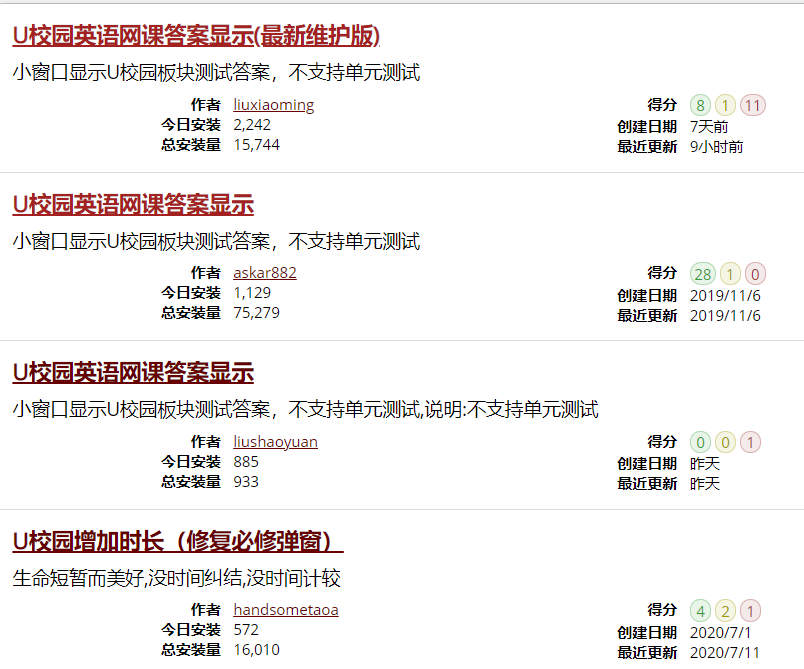 U校园英语网课答案显示(最新维护版)
小窗口显示U校园板块测试答案，不支持单元测试
作者 liuxiaoming 得分 8 1 11
今日安装 2,242 创建日期 7天前
总安装量 15,744 最近更新 9小时前
U校园英语网课答案显示
小窗口显示U校园板块测试答案，不支持单元测试
作者 askar882 得分 28 1 0
今日安装 1,129 创建日期 2019/11/6
总安装量 75,279 最近更新 2019/11/6
U校园英语网课答案显示
小窗口显示U校园板块测试答案，不支持单元测试,说明:不支持单元测试
作者 liushaoyuan 得分 0 0 1
今日安装 885 创建日期 昨天
总安装量 933 最近更新 昨天
U校园增加时长（修复必修弹窗）
生命短暂而美好,没时间纠结,没时间计较
作者 handsometaoa 得分 4 2 1
今日安装 572 创建日期 2020/7/1
总安装量 16,010 最近更新 2020/7/11